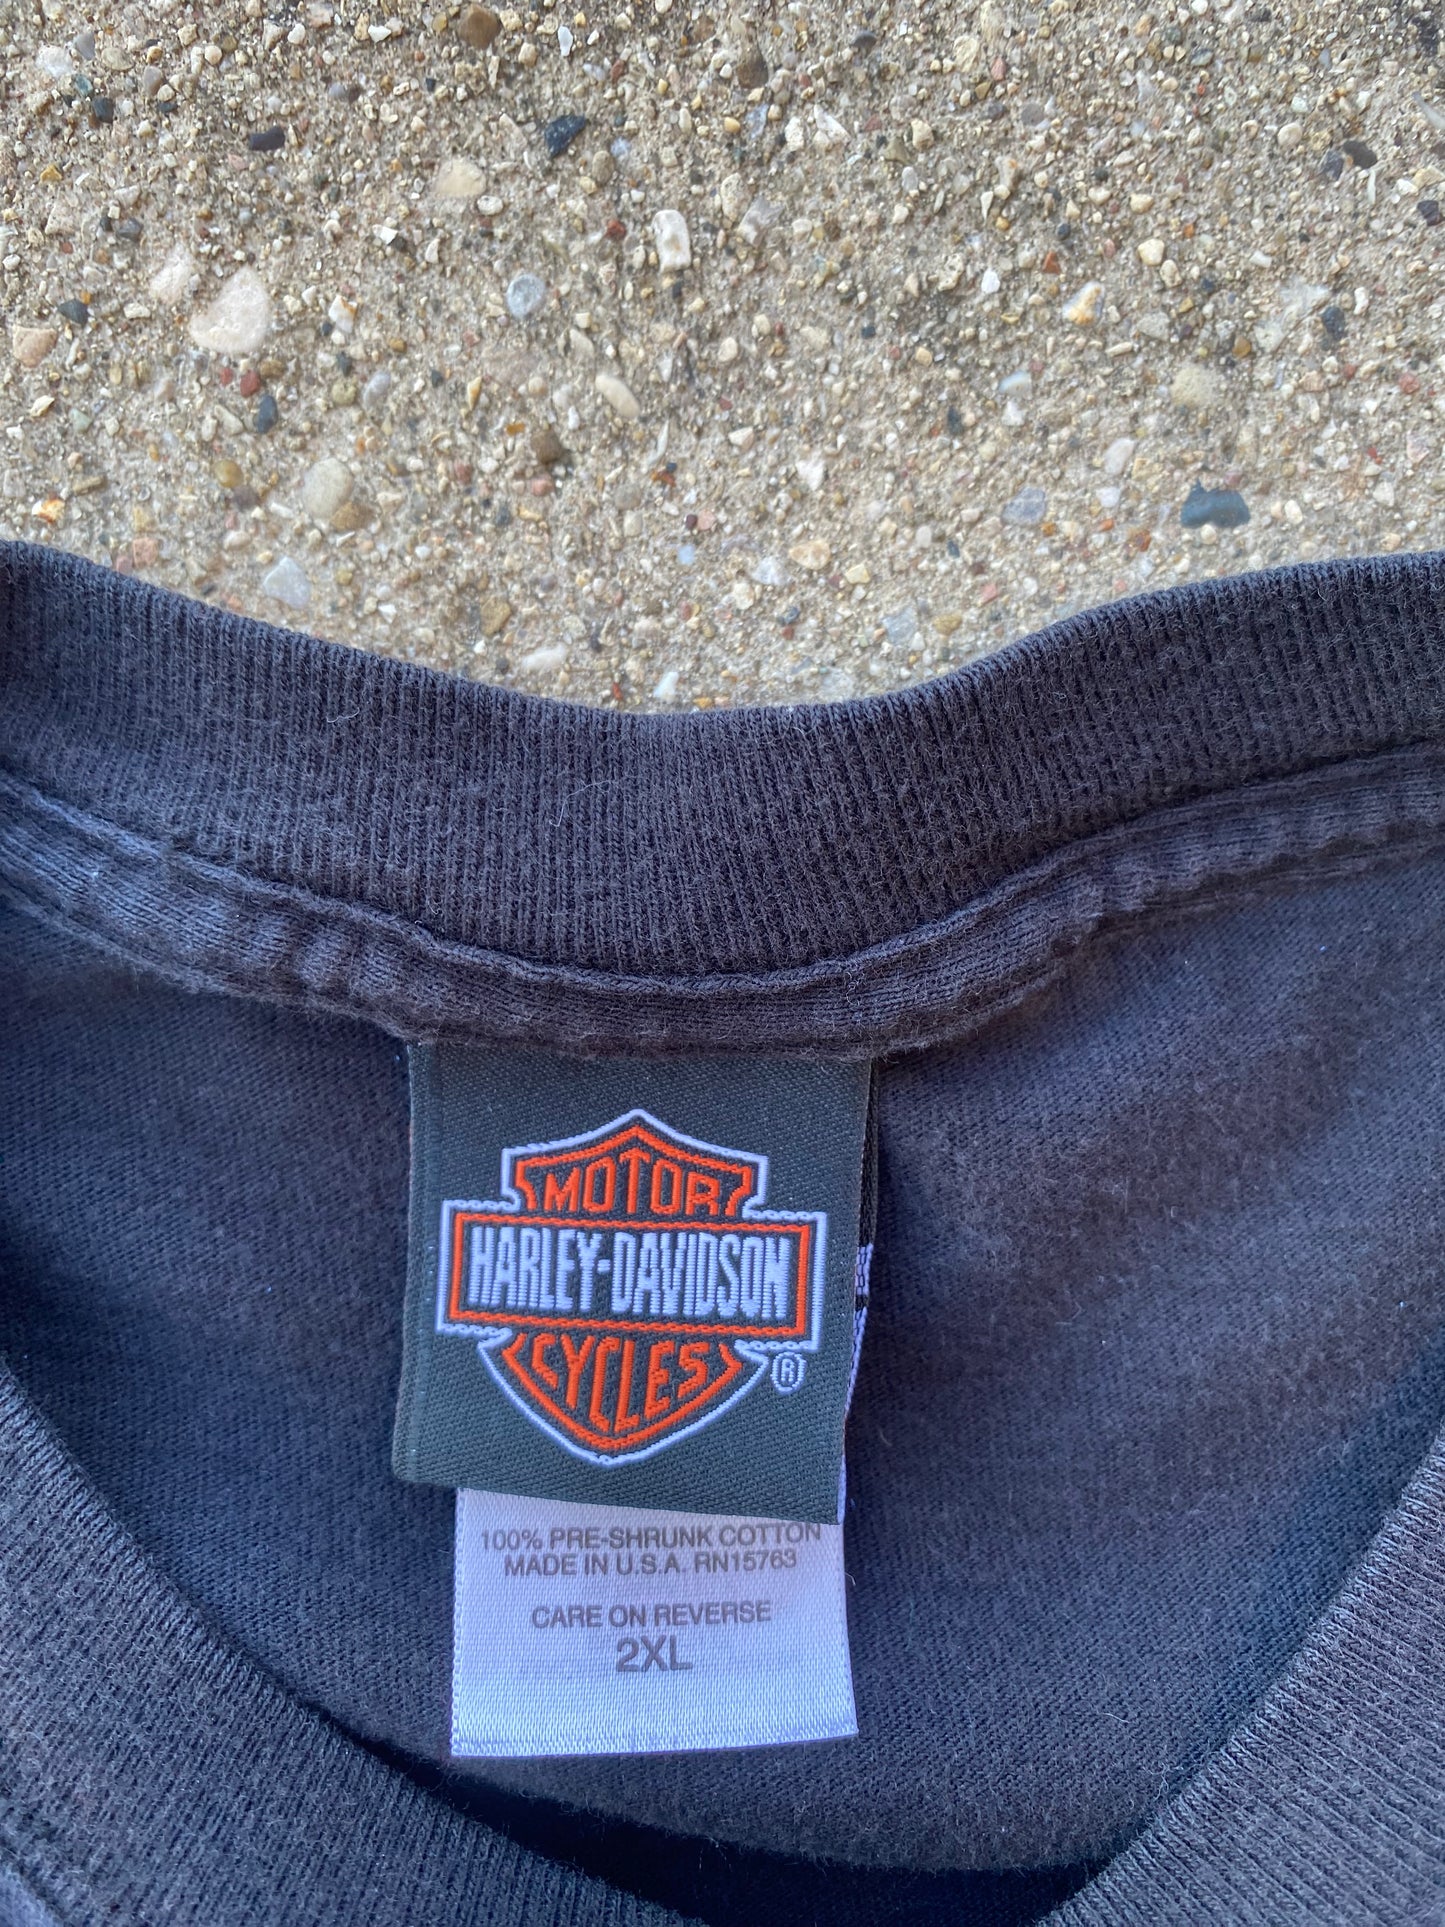 MOTOR
HARLEY-DAVIDSON
CYCLES
®
100% PRE-SHRUNK COTTON
MADE IN U.S.A. RN15763
CARE ON REVERSE
2XL